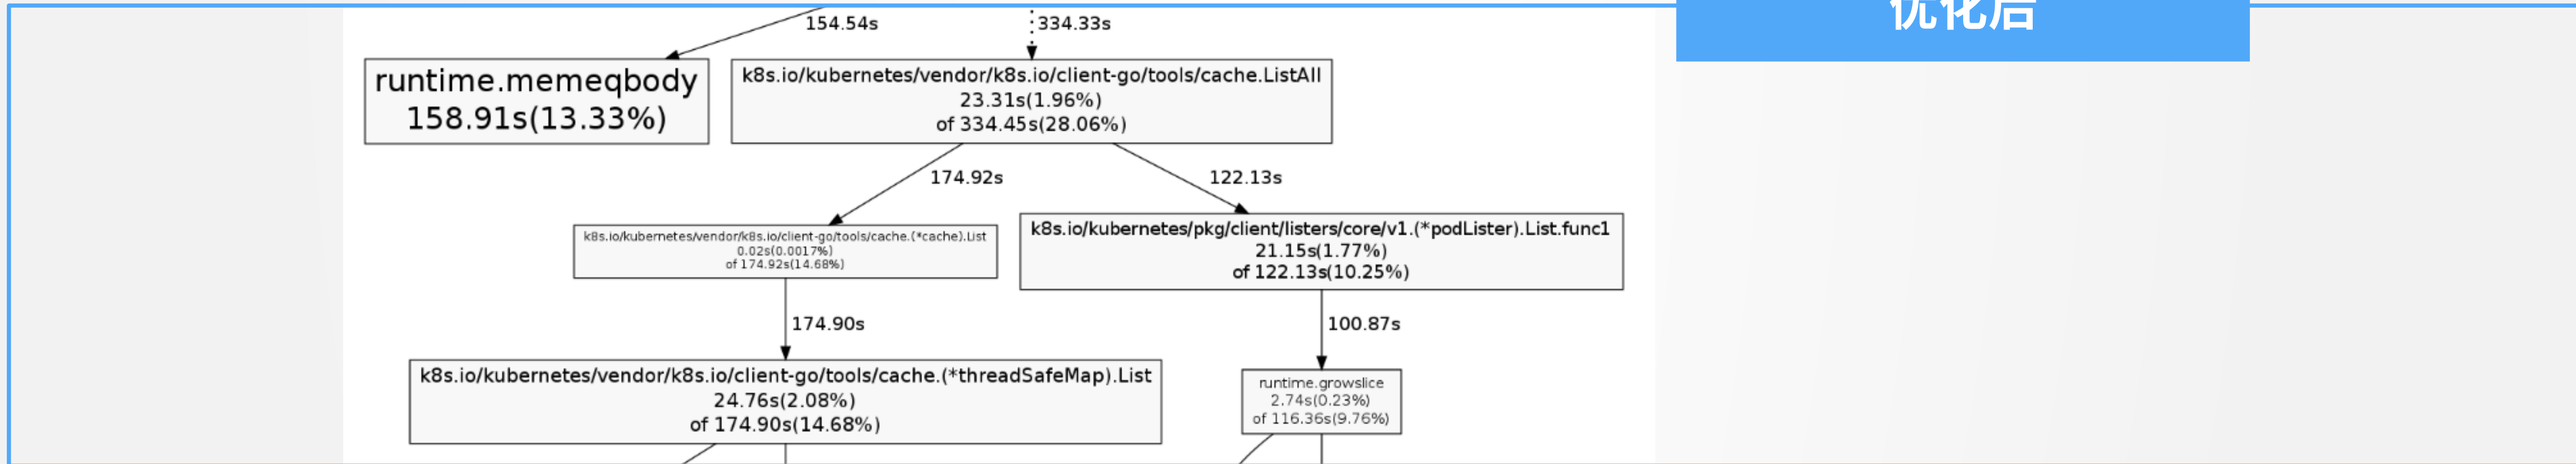 优化后
154.54s
334.33s
runtime.memeqbody
158.91s(13.33%)
k8s.io/kubernetes/vendor/k8s.io/client-go/tools/cache.ListAll
23.31s(1.96%)
of 334.45s(28.06%)
174.92s
122.13s
k8s.io/kubernetes/vendor/k8s.io/client-go/tools/cache.(*cache).List
0.02s(0.0017%)
of 174.92s(14.68%)
k8s.io/kubernetes/pkg/client/listers/core/v1.(*podLister).List.func1
21.15s(1.77%)
of 122.13s(10.25%)
174.90s
100.87s
k8s.io/kubernetes/vendor/k8s.io/client-go/tools/cache.(*threadSafeMap).List
24.76s(2.08%)
of 174.90s(14.68%)
runtime.growslice
2.74s(0.23%)
of 116.36s(9.76%)